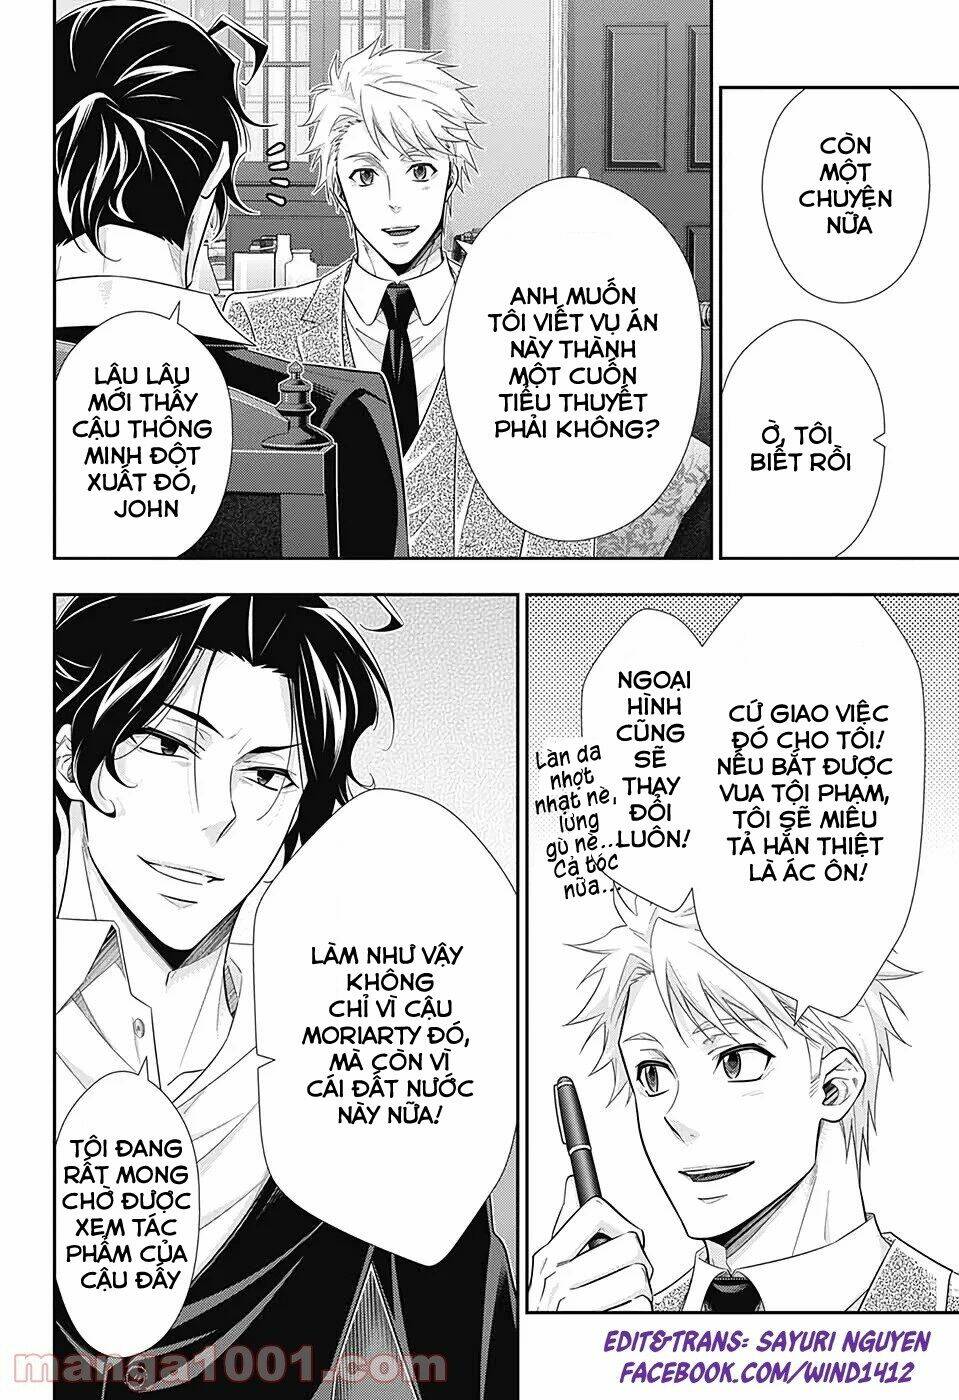 CÒN
MỘT
CHUYỆN
NỮA
Ờ, TÔI
BIẾT RỒI
ANH MUỐN
TÔI VIẾT VỤ ÁN
NÀY THÀNH
MỘT CUỐN
TIỂU THUYẾT
PHẢI KHÔNG?
LÂU LÂU
MỚI THẤY
CẬU THÔNG
MINH ĐỘT
XUẤT ĐÓ,
JOHN
CỨ GIAO VIỆC
ĐÓ CHO TÔI!
NẾU BẮT ĐƯỢC
VUA TỘI PHẠM,
TÔI SẼ MIÊU
TẢ HẮN THIỆT
LÀ ÁC ÔN!
NGOẠI
HÌNH
CŨNG
SẼ
THAY
ĐỔI
LUÔN!
Làn da
nhợt
nhạt nè,
lưng
gù nè...
Cả tóc
nữa...
LÀM NHƯ VẬY
KHÔNG
CHỈ VÌ CẬU
MORIARTY ĐÓ,
MÀ CÒN VÌ
CÁI ĐẤT NƯỚC
NÀY NỮA!
TÔI ĐANG
RẤT MONG
CHỜ ĐƯỢC
XEM TÁC
PHẨM CỦA
CẬU ĐẤY
EDIT&TRANS: SAYURI NGUYEN
FACEBOOK.COM/WIND1412
manga1001.com